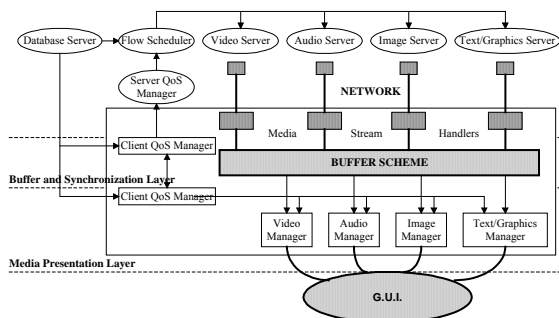 Database Server
Flow Scheduler
Video Server
Audio Server
Image Server
Text/Graphics Server
Server QoS
Manager
NETWORK
Media
Stream
Handlers
Client QoS Manager
BUFFER SCHEME
Buffer and Synchronization Layer
Client QoS Manager
Video
Manager
Audio
Manager
Image
Manager
Text/Graphics
Manager
Media Presentation Layer
G.U.I.